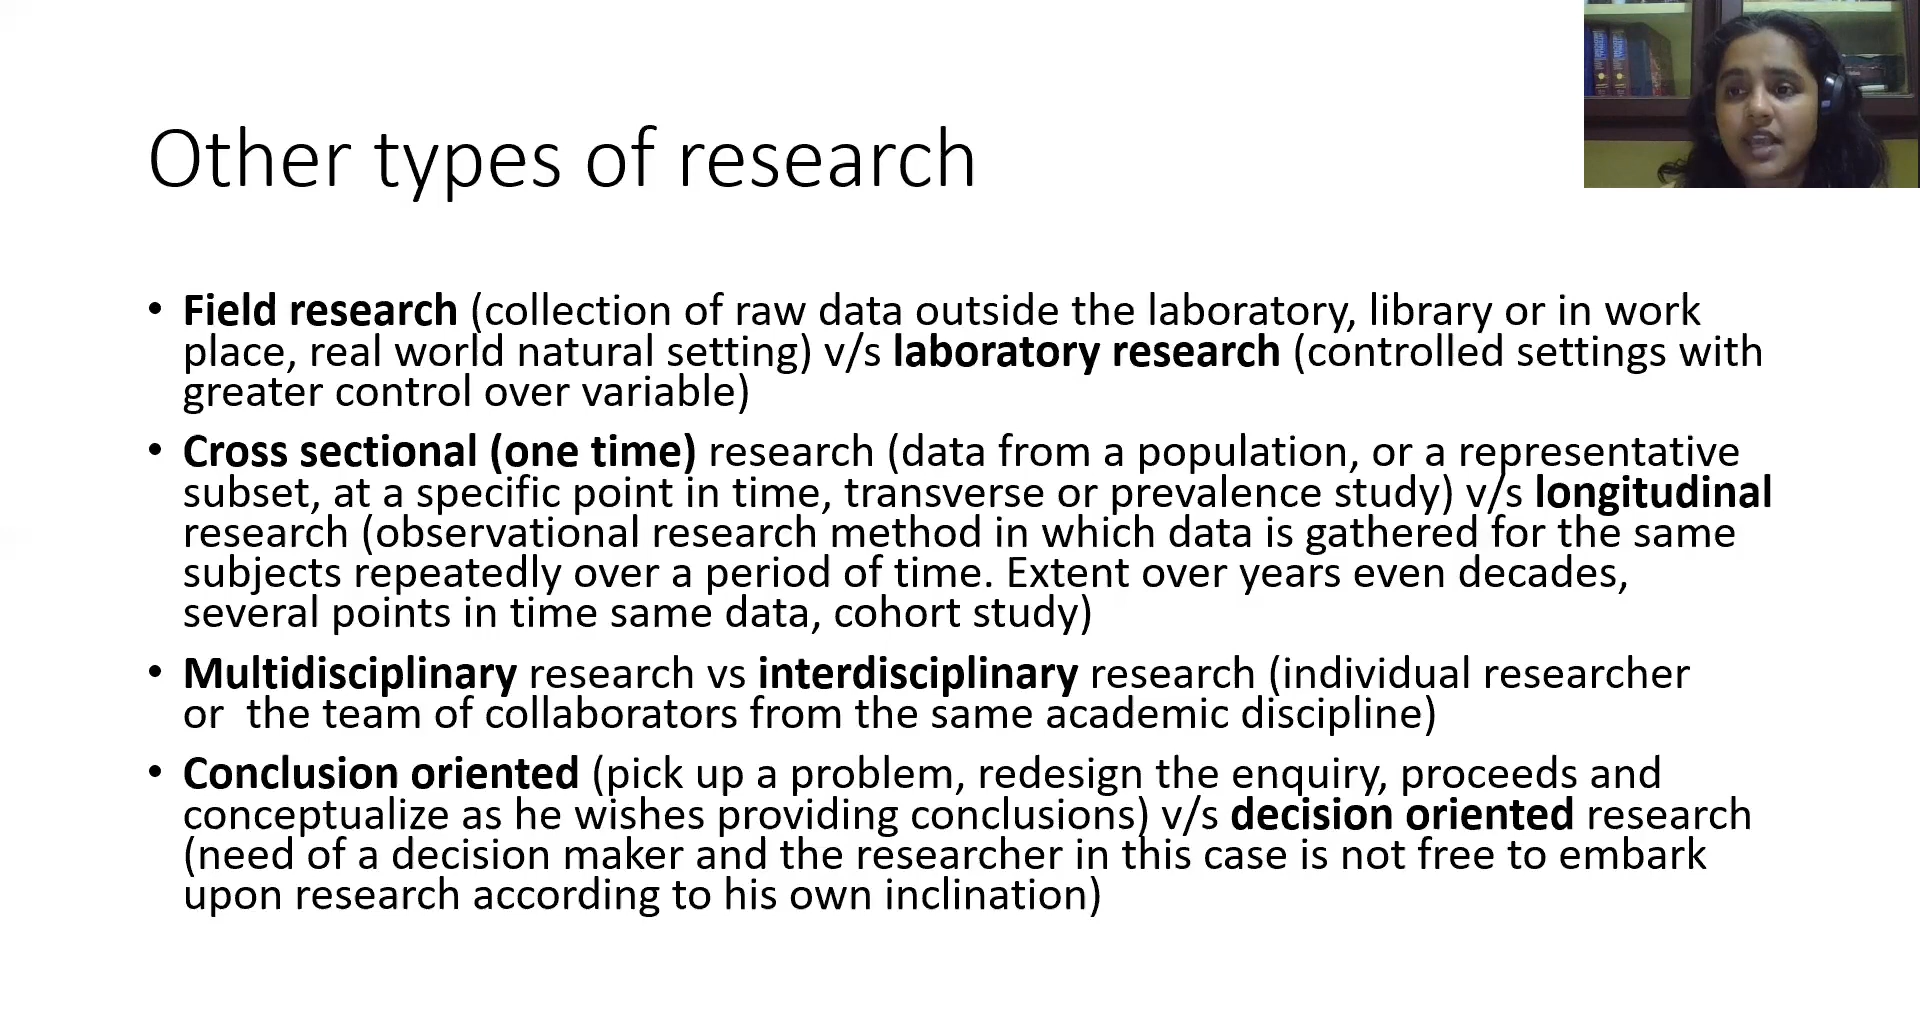 Other types of research
• Field research (collection of raw data outside the laboratory, library or in work
place, real world natural setting) v/s laboratory research (controlled settings with
greater control over variable)
• Cross sectional (one time) research (data from a population, or a representative
subset, at a specific point in time, transverse or prevalence study) v/s longitudinal
research (observational research method in which data is gathered for the same
subjects repeatedly over a period of time. Extent over years even decades,
several points in time same data, cohort study)
• Multidisciplinary research vs interdisciplinary research (individual researcher
or  the team of collaborators from the same academic discipline)
• Conclusion oriented (pick up a problem, redesign the enquiry, proceeds and
conceptualize as he wishes providing conclusions) v/s decision oriented research
(need of a decision maker and the researcher in this case is not free to embark
upon research according to his own inclination)